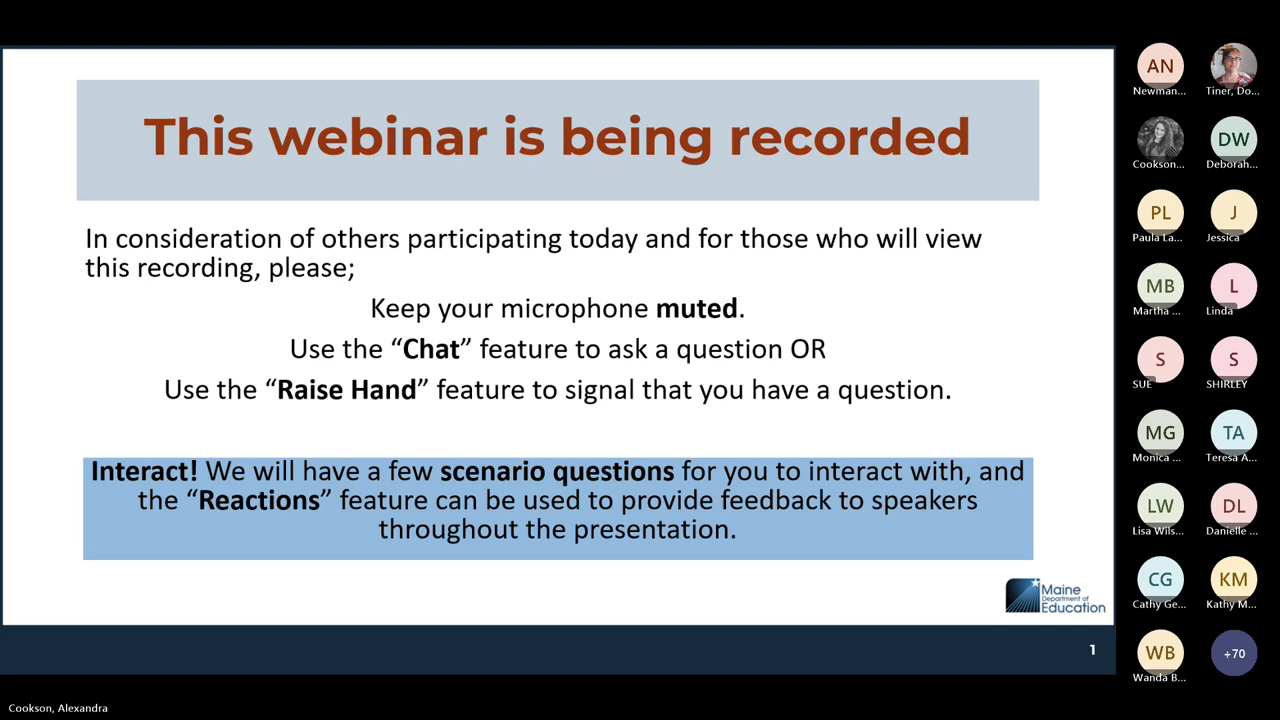 This webinar is being recorded
In consideration of others participating today and for those who will view
this recording, please;
Keep your microphone muted.
Use the “Chat” feature to ask a question OR
Use the “Raise Hand” feature to signal that you have a question.
Interact! We will have a few scenario questions for you to interact with, and
the “Reactions” feature can be used to provide feedback to speakers
throughout the presentation.
Maine
Department of
Education
1
Cookson, Alexandra
AN
Newman...
Tiner, Do...
Cookson...
DW
Deborah...
PL
Paula La...
J
Jessica
MB
Martha ...
L
Linda
S
SUE
S
SHIRLEY
MG
Monica ...
TA
Teresa A...
LW
Lisa Wils...
DL
Danielle ...
CG
Cathy Ge...
KM
Kathy M...
WB
Wanda B...
+70